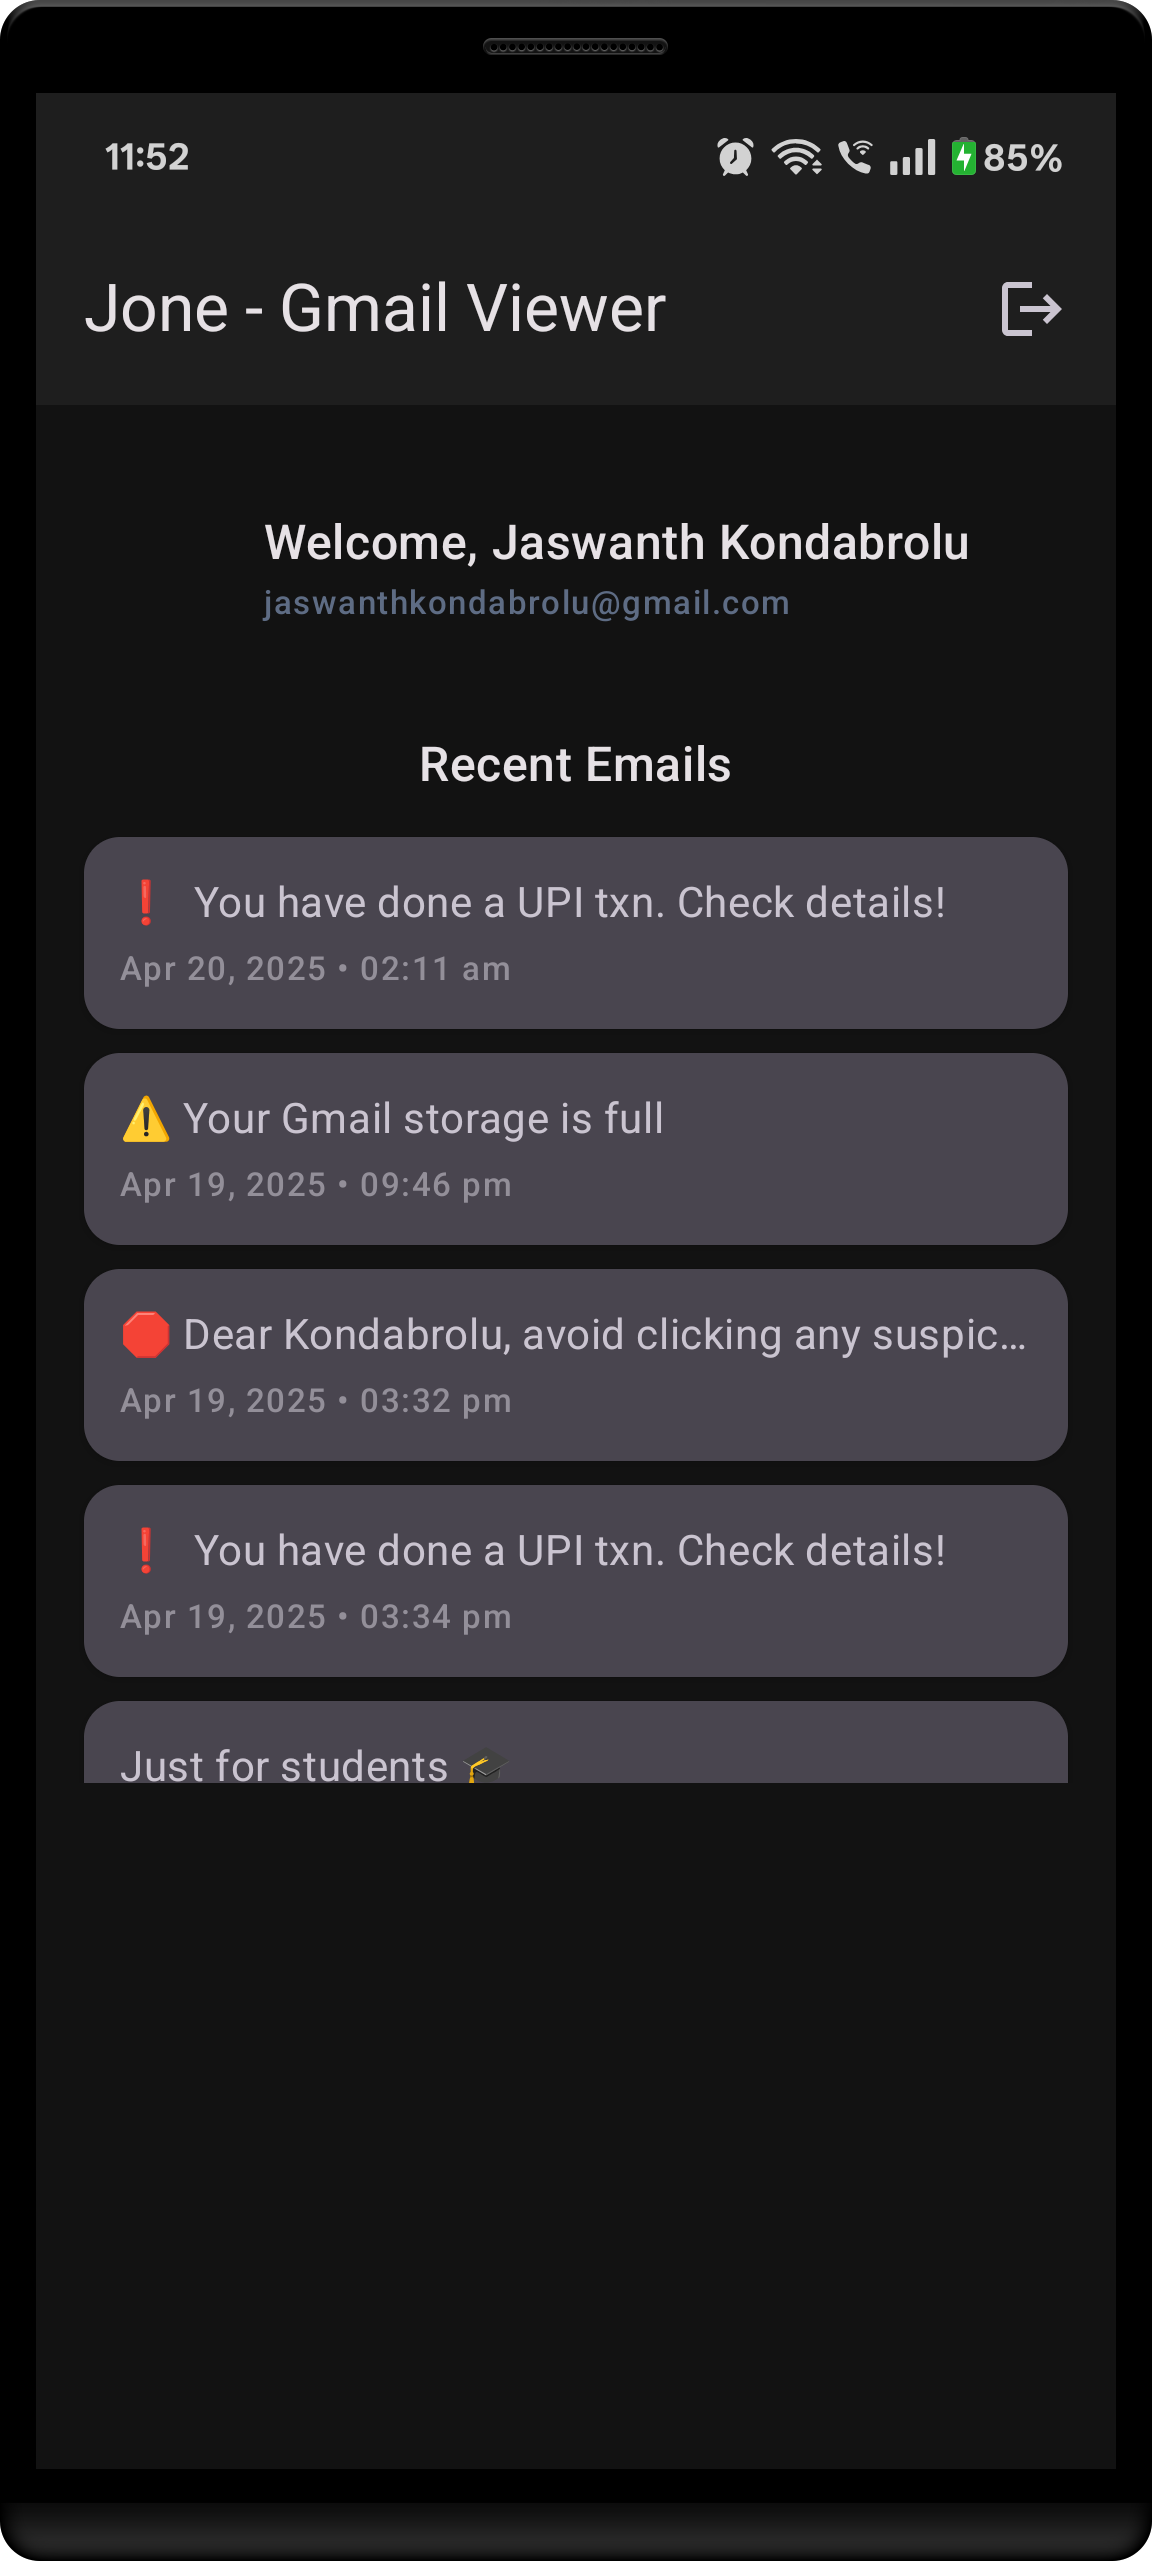 11:52 85%
Jone - Gmail Viewer
Welcome, Jaswanth Kondabrolu
jaswanthkondabrolu@gmail.com
Recent Emails
❗ You have done a UPI txn. Check details!
Apr 20, 2025 • 02:11 am
⚠️ Your Gmail storage is full
Apr 19, 2025 • 09:46 pm
🛑 Dear Kondabrolu, avoid clicking any suspic...
Apr 19, 2025 • 03:32 pm
❗ You have done a UPI txn. Check details!
Apr 19, 2025 • 03:34 pm
Just for students 🎓